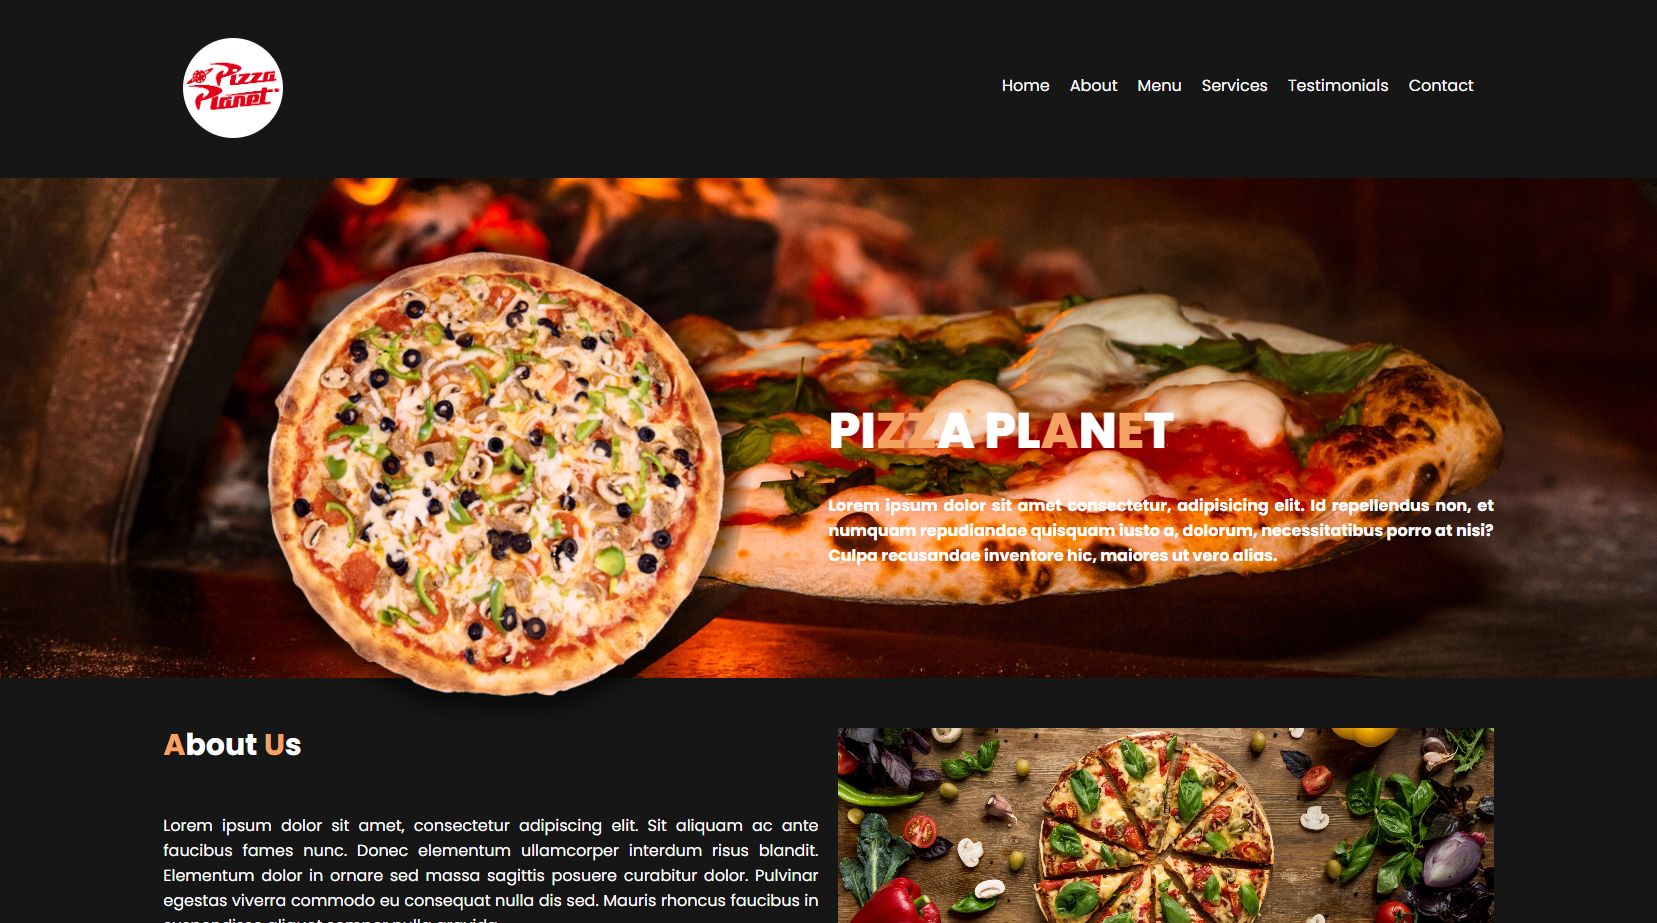 Pizza
Planet
Home About Menu Services Testimonials Contact
PIZZA PLANET
Lorem ipsum dolor sit amet consectetur, adipisicing elit. Id repellendus non, et
numquam repudiandae quisquam iusto a, dolorum, necessitatibus porro at nisi?
Culpa recusandae inventore hic, maiores ut vero alias.
About Us
Lorem ipsum dolor sit amet, consectetur adipiscing elit. Sit aliquam ac ante
faucibus fames nunc. Donec elementum ullamcorper interdum risus blandit.
Elementum dolor in ornare sed massa sagittis posuere curabitur dolor. Pulvinar
egestas viverra commodo eu consequat nulla dis sed. Mauris rhoncus faucibus in